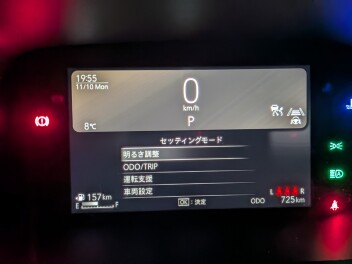 19:55
11/10 Mon
0
km/h
P
8℃
セッティングモード
明るさ調整
ODO/TRIP
運転支援
車両設定
157km
E F
OK : 決定
L R
ODO 725km